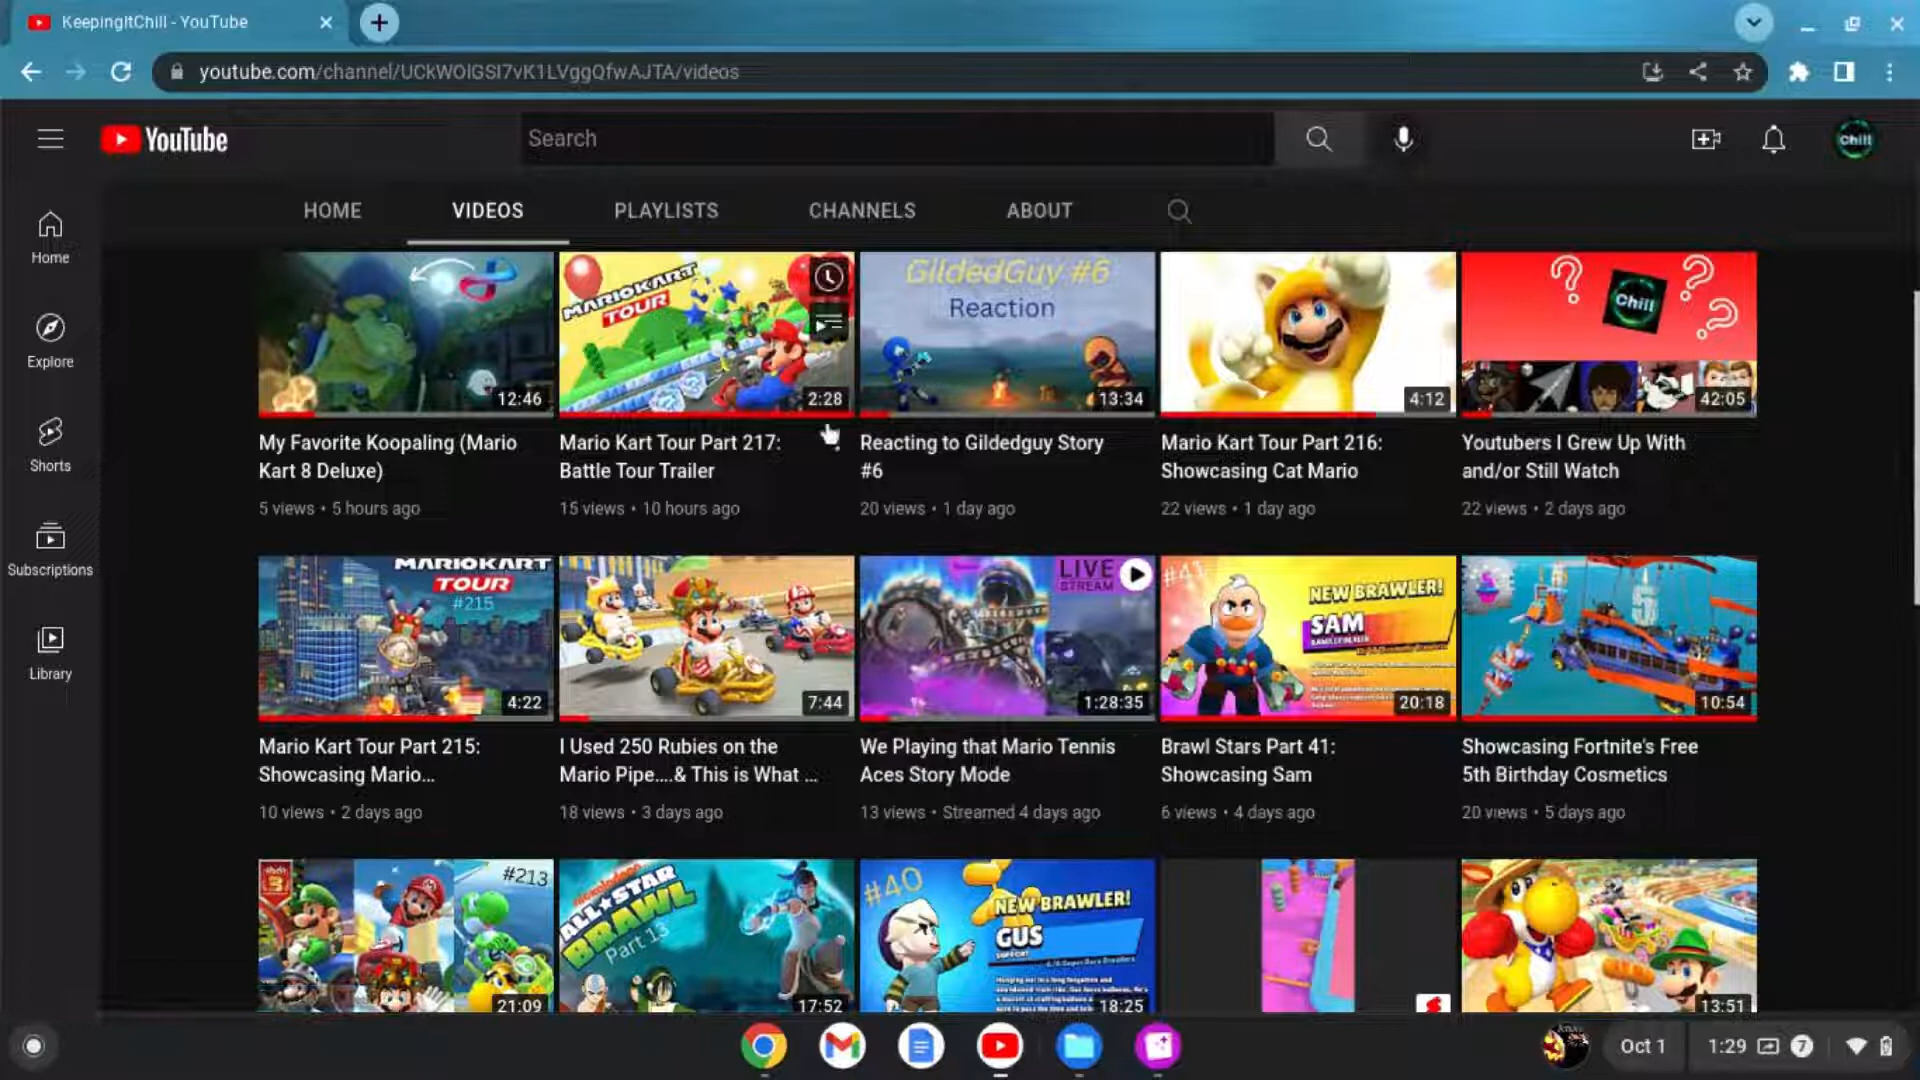 KeepingItChill - YouTube
youtube.com/channel/UCkWOlGSI7vK1LVggQfwAJTA/videos
YouTube
Search
Chill
HOME
VIDEOS
PLAYLISTS
CHANNELS
ABOUT
Home
Explore
Shorts
Subscriptions
Library
12:46
MARIOKART
TOUR
2:28
GildedGuy #6
Reaction
13:34
4:12
? Chill ? ?
42:05
My Favorite Koopaling (Mario
Kart 8 Deluxe)
5 views • 5 hours ago
Mario Kart Tour Part 217:
Battle Tour Trailer
15 views • 10 hours ago
Reacting to Gildedguy Story
#6
20 views • 1 day ago
Mario Kart Tour Part 216:
Showcasing Cat Mario
22 views • 1 day ago
Youtubers I Grew Up With
and/or Still Watch
22 views • 2 days ago
MARIOKART
TOUR
#215
4:22
7:44
LIVE
STREAM
1:28:35
#41
NEW BRAWLER!
SAM
20:18
5
10:54
Mario Kart Tour Part 215:
Showcasing Mario...
10 views • 2 days ago
I Used 250 Rubies on the
Mario Pipe....& This is What ...
18 views • 3 days ago
We Playing that Mario Tennis
Aces Story Mode
13 views • Streamed 4 days ago
Brawl Stars Part 41:
Showcasing Sam
6 views • 4 days ago
Showcasing Fortnite's Free
5th Birthday Cosmetics
20 views • 5 days ago
3
#213
21:09
nickelodeon
ALL★STAR
BRAWL
Part 13
17:52
#40
NEW BRAWLER!
GUS
SUPPORT
18:25
13:51
Oct 1
1:29
7